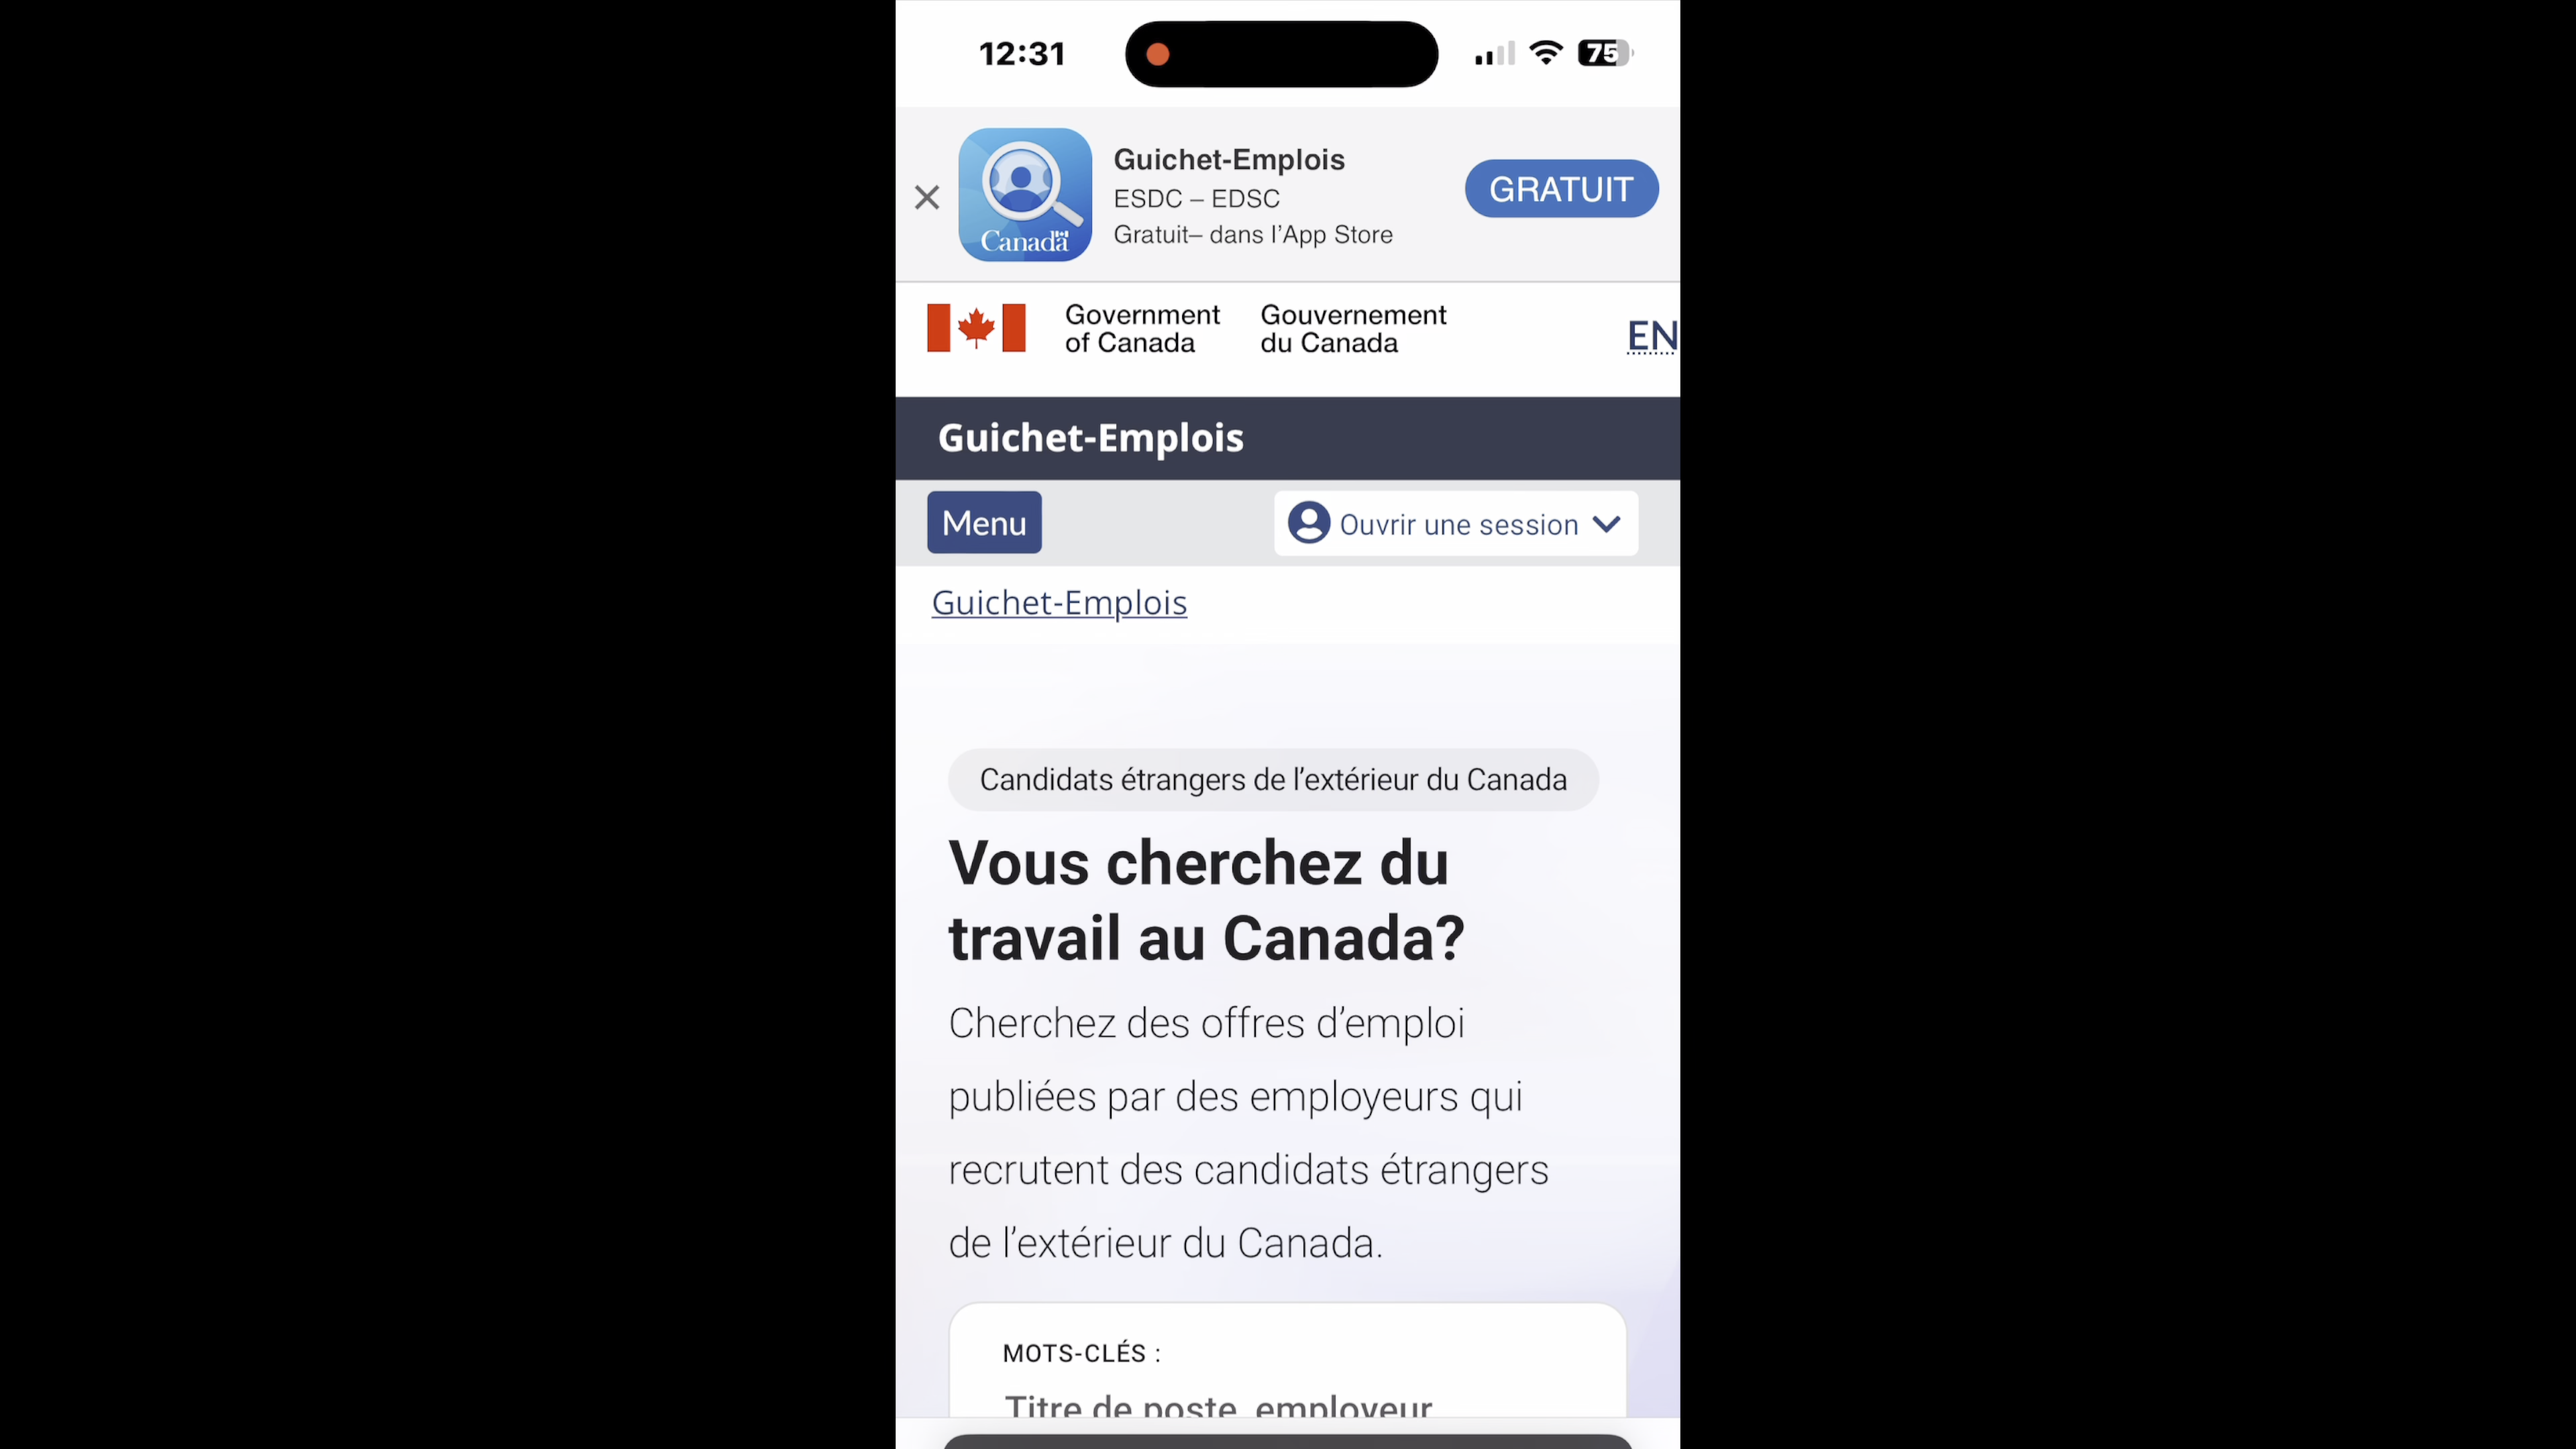 12:31
75
Guichet-Emplois
ESDC – EDSC
Gratuit– dans l’App Store
GRATUIT
Canada
Government
of Canada
Gouvernement
du Canada
EN
Guichet-Emplois
Menu
Ouvrir une session
Guichet-Emplois
Candidats étrangers de l’extérieur du Canada
Vous cherchez du
travail au Canada?
Cherchez des offres d’emploi
publiées par des employeurs qui
recrutent des candidats étrangers
de l’extérieur du Canada.
MOTS-CLÉS :
Titre de poste, employeur